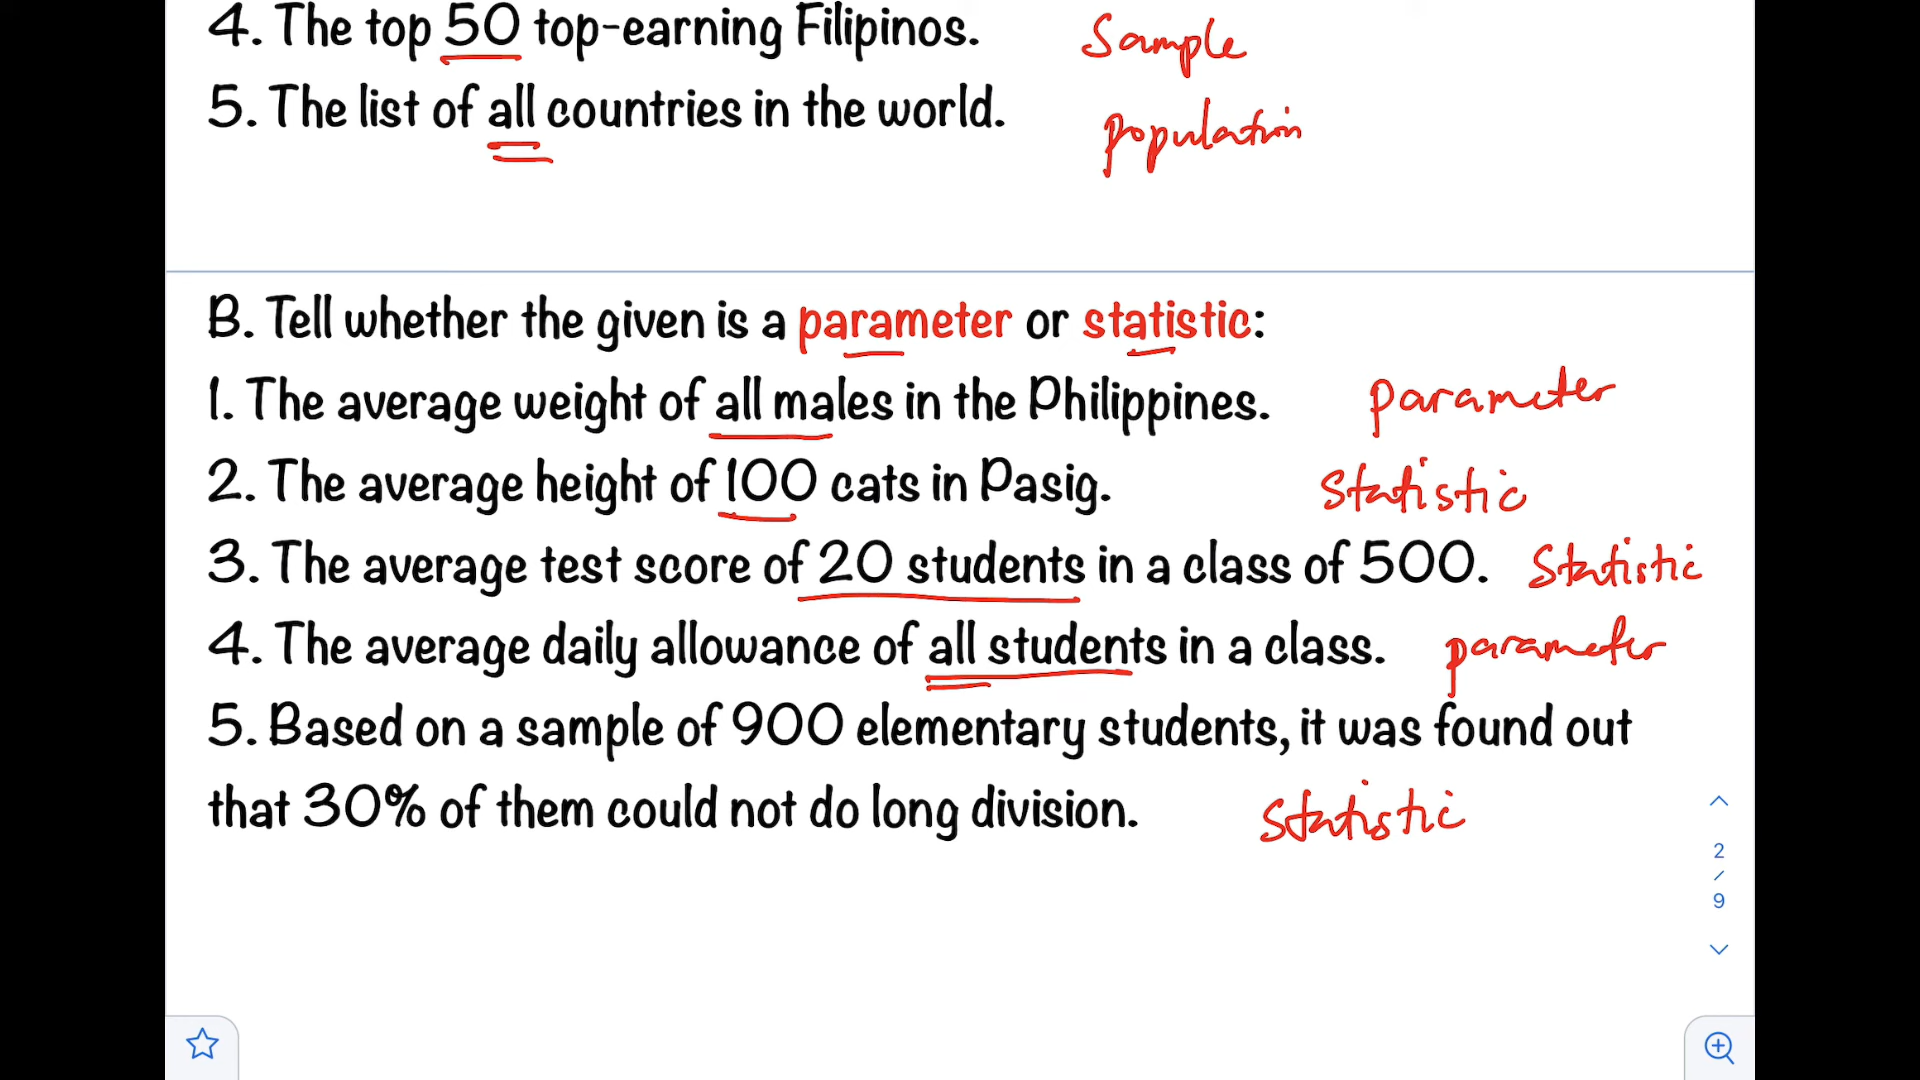 4. The top 50 top-earning Filipinos. Sample
5. The list of all countries in the world. population
B. Tell whether the given is a parameter or statistic:
1. The average weight of all males in the Philippines. parameter
2. The average height of 100 cats in Pasig. Statistic
3. The average test score of 20 students in a class of 500. Statistic
4. The average daily allowance of all students in a class. parameter
5. Based on a sample of 900 elementary students, it was found out
that 30% of them could not do long division. statistic
2
/
9